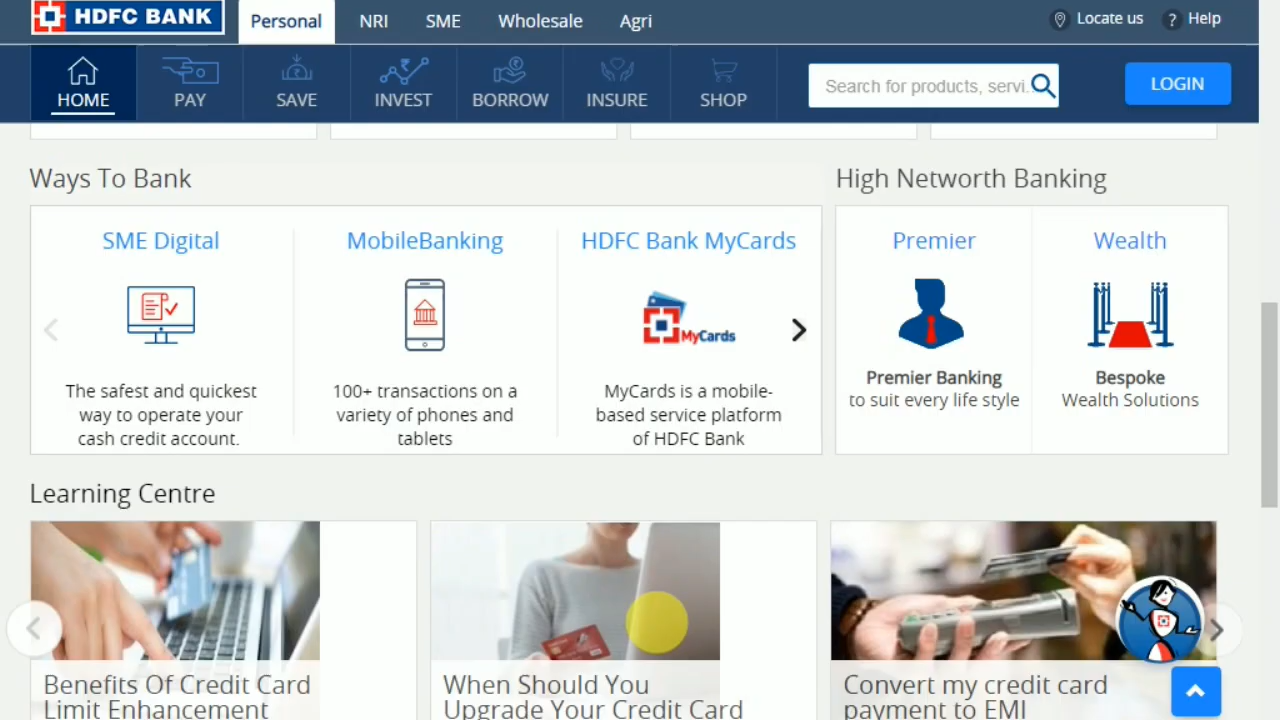 HDFC BANK
Personal
NRI
SME
Wholesale
Agri
Locate us
? Help
HOME
PAY
SAVE
INVEST
BORROW
INSURE
SHOP
Search for products, servi.
LOGIN
Ways To Bank
SME Digital
The safest and quickest
way to operate your
cash credit account.
MobileBanking
100+ transactions on a
variety of phones and
tablets
HDFC Bank MyCards
MyCards
MyCards is a mobile-
based service platform
of HDFC Bank
High Networth Banking
Premier
Premier Banking
to suit every life style
Wealth
Bespoke
Wealth Solutions
Learning Centre
Benefits Of Credit Card
Limit Enhancement
When Should You
Upgrade Your Credit Card
Convert my credit card
payment to EMI